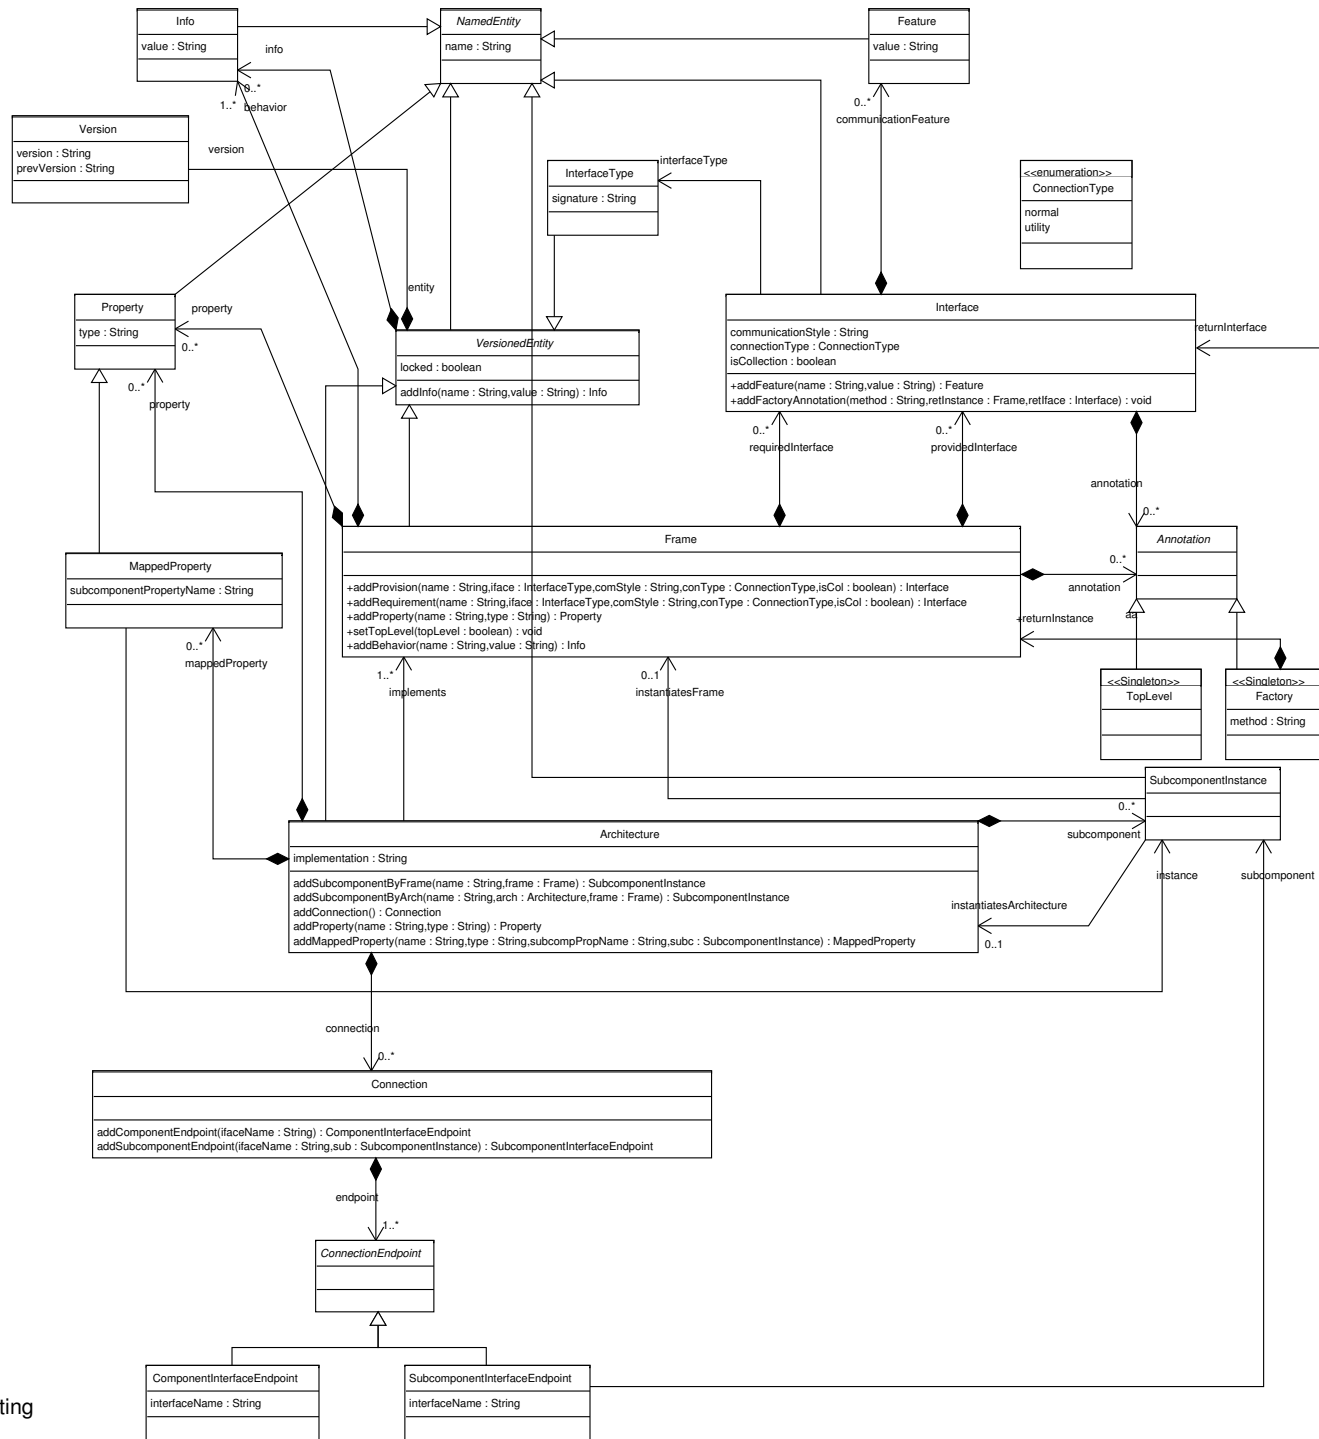 Info
value : String
NamedEntity
name : String
Feature
value : String
info
0..*
1..*
behavior
0..*
communicationFeature
Version
version : String
prevVersion : String
version
InterfaceType
signature : String
interfaceType
<<enumeration>>
ConnectionType
normal
utility
entity
Property
type : String
property
0..*
0..*
property
VersionedEntity
locked : boolean
addInfo(name : String,value : String) : Info
Interface
communicationStyle : String
connectionType : ConnectionType
isCollection : boolean
+addFeature(name : String,value : String) : Feature
+addFactoryAnnotation(method : String,retInstance : Frame,retIface : Interface) : void
returnInterface
0..*
requiredInterface
0..*
providedInterface
annotation
0..*
Frame
+addProvision(name : String,iface : InterfaceType,comStyle : String,conType : ConnectionType,isCol : boolean) : Interface
+addRequirement(name : String,iface : InterfaceType,comStyle : String,conType : ConnectionType,isCol : boolean) : Interface
+addProperty(name : String,type : String) : Property
+setTopLevel(topLevel : boolean) : void
+addBehavior(name : String,value : String) : Info
Annotation
0..*
annotation
aa
+returnInstance
MappedProperty
subcomponentPropertyName : String
0..*
mappedProperty
1..*
implements
0..1
instantiatesFrame
<<Singleton>>
TopLevel
<<Singleton>>
Factory
method : String
SubcomponentInstance
0..*
subcomponent
Architecture
implementation : String
addSubcomponentByFrame(name : String,frame : Frame) : SubcomponentInstance
addSubcomponentByArch(name : String,arch : Architecture,frame : Frame) : SubcomponentInstance
addConnection() : Connection
addProperty(name : String,type : String) : Property
addMappedProperty(name : String,type : String,subcompPropName : String,subc : SubcomponentInstance) : MappedProperty
instance
subcomponent
instantiatesArchitecture
0..1
connection
0..*
Connection
addComponentEndpoint(ifaceName : String) : ComponentInterfaceEndpoint
addSubcomponentEndpoint(ifaceName : String,sub : SubcomponentInstance) : SubcomponentInterfaceEndpoint
endpoint
1..*
ConnectionEndpoint
ComponentInterfaceEndpoint
interfaceName : String
SubcomponentInterfaceEndpoint
interfaceName : String
ting